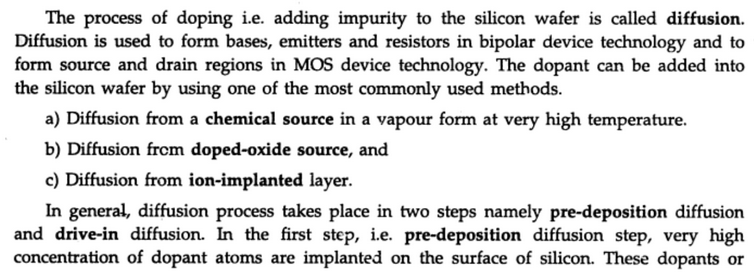 The process of doping i.e. adding impurity to the silicon wafer is called diffusion.
Diffusion is used to form bases, emitters and resistors in bipolar device technology and to
form source and drain regions in MOS device technology. The dopant can be added into
the silicon wafer by using one of the most commonly used methods.
a) Diffusion from a chemical source in a vapour form at very high temperature.
b) Diffusion from doped-oxide source, and
c) Diffusion from ion-implanted layer.
In general, diffusion process takes place in two steps namely pre-deposition diffusion
and drive-in diffusion. In the first step, i.e. pre-deposition diffusion step, very high
concentration of dopant atoms are implanted on the surface of silicon. These dopants or